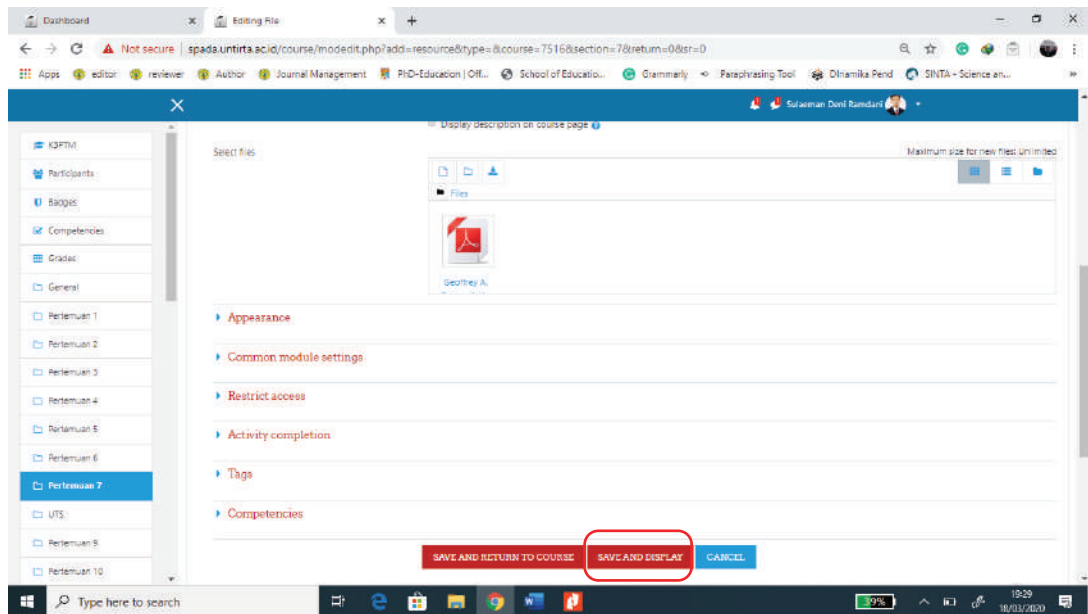 Dashboard
Editing File
Not secure
spada.untirta.ac.id/course/modedit.php?add=resource&type=&course=7516&section=7&return=0&sr=0
Apps
editor
reviewer
Author
Journal Management
PhD-Education | Off...
School of Educatio...
Grammarly
Paraphrasing Tool
Dinamika Pend
SINTA - Science an...
Sulaeman Deni Ramdani
K3PTM
Participants
Badges
Competencies
Grades
General
Pertemuan 1
Pertemuan 2
Pertemuan 3
Pertemuan 4
Pertemuan 5
Pertemuan 6
Pertemuan 7
UTS
Pertemuan 9
Pertemuan 10
Display description on course page
Select files
Maximum size for new files: Unlimited
Files
Geoffrey A.
Appearance
Common module settings
Restrict access
Activity completion
Tags
Competencies
SAVE AND RETURN TO COURSE
SAVE AND DISPLAY
CANCEL
Type here to search
39%
19:29
18/03/2020